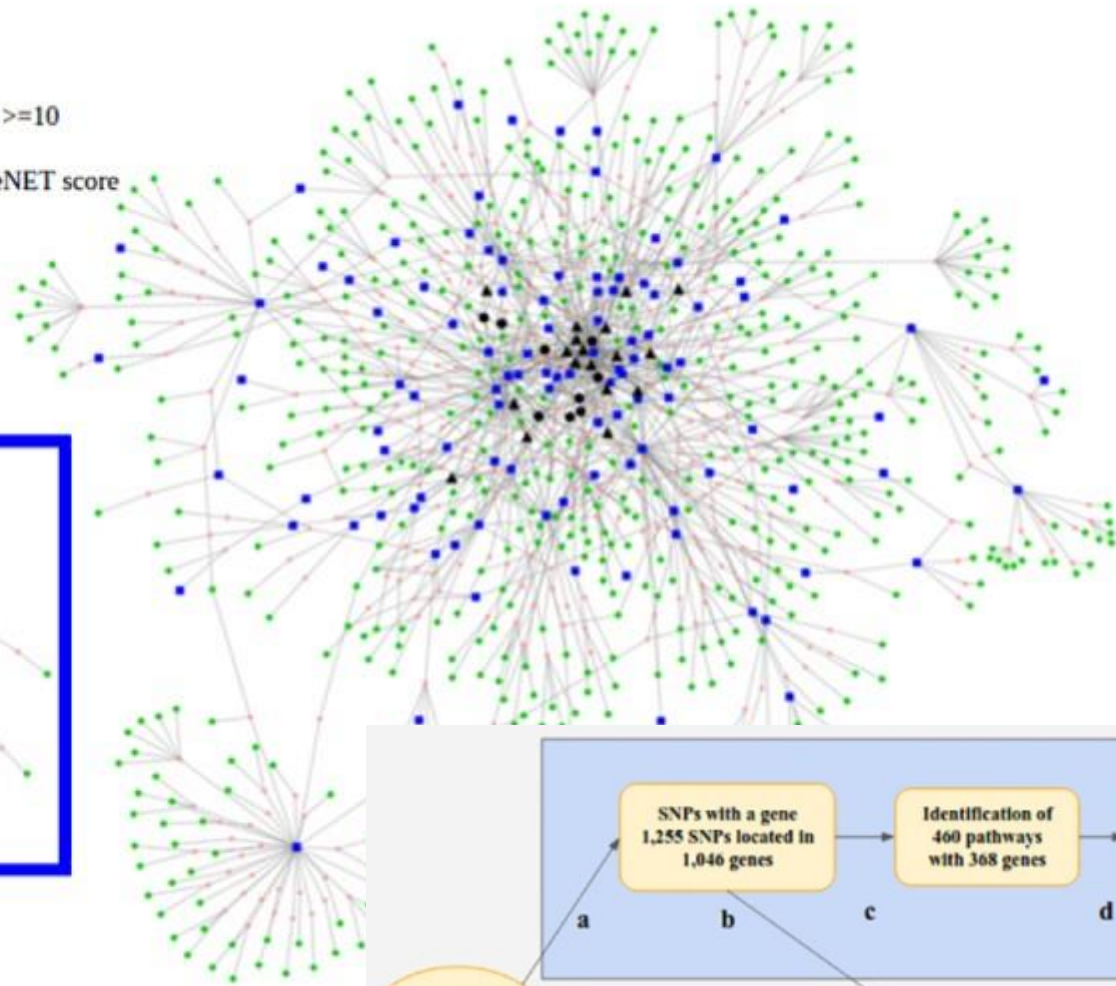 >=10
eNET score
SNPs with a gene
1,255 SNPs located in
1,046 genes
Identification of
460 pathways
with 368 genes
a
b
c
d